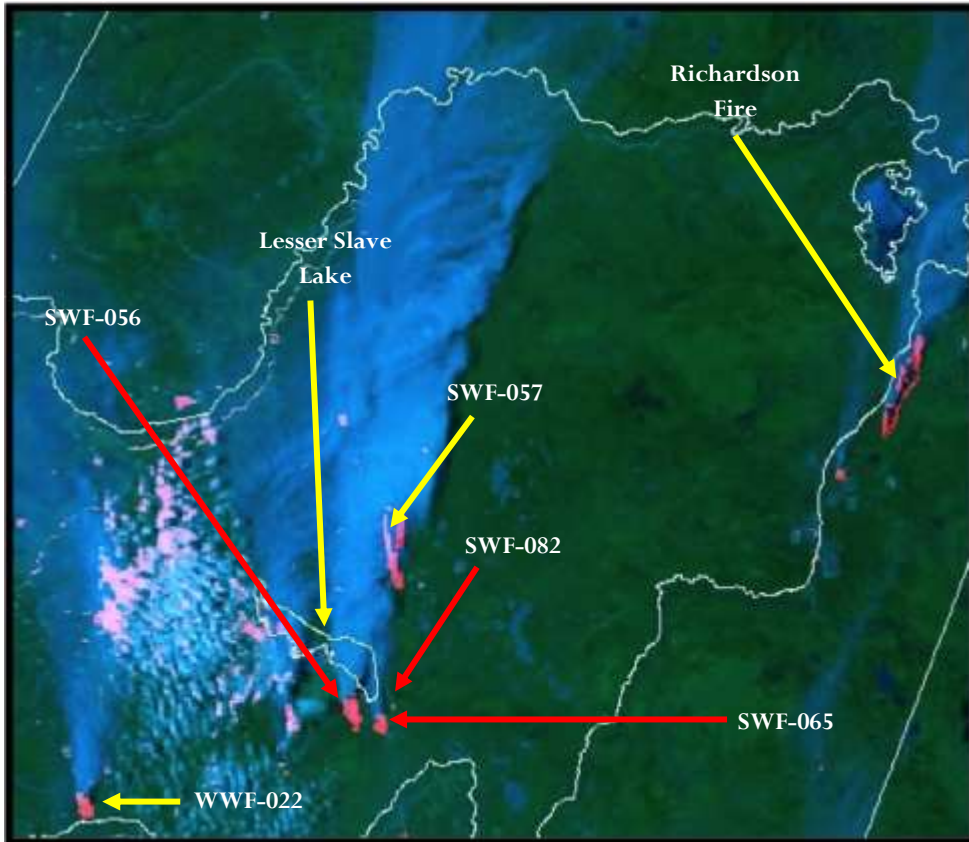 Richardson
Fire
Lesser Slave
Lake
SWF-056
SWF-057
SWF-082
SWF-065
WWF-022